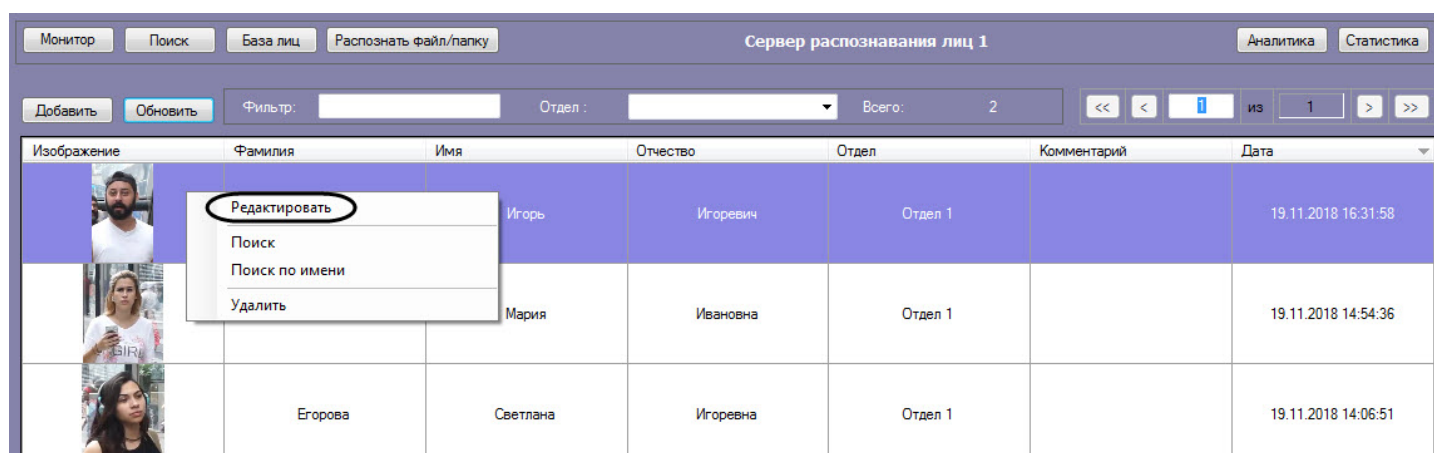 Монитор Поиск База лиц Распознать файл/папку Сервер распознавания лиц 1 Аналитика Статистика
Добавить Обновить Фильтр: Отдел : Всего: 2 << < 1 из 1 > >>
Изображение Фамилия Имя Отчество Отдел Комментарий Дата
Редактировать
Игорь Игоревич Отдел 1 19.11.2018 16:31:58
Поиск
Поиск по имени
Удалить
Мария Ивановна Отдел 1 19.11.2018 14:54:36
GIRL
Егорова Светлана Игоревна Отдел 1 19.11.2018 14:06:51